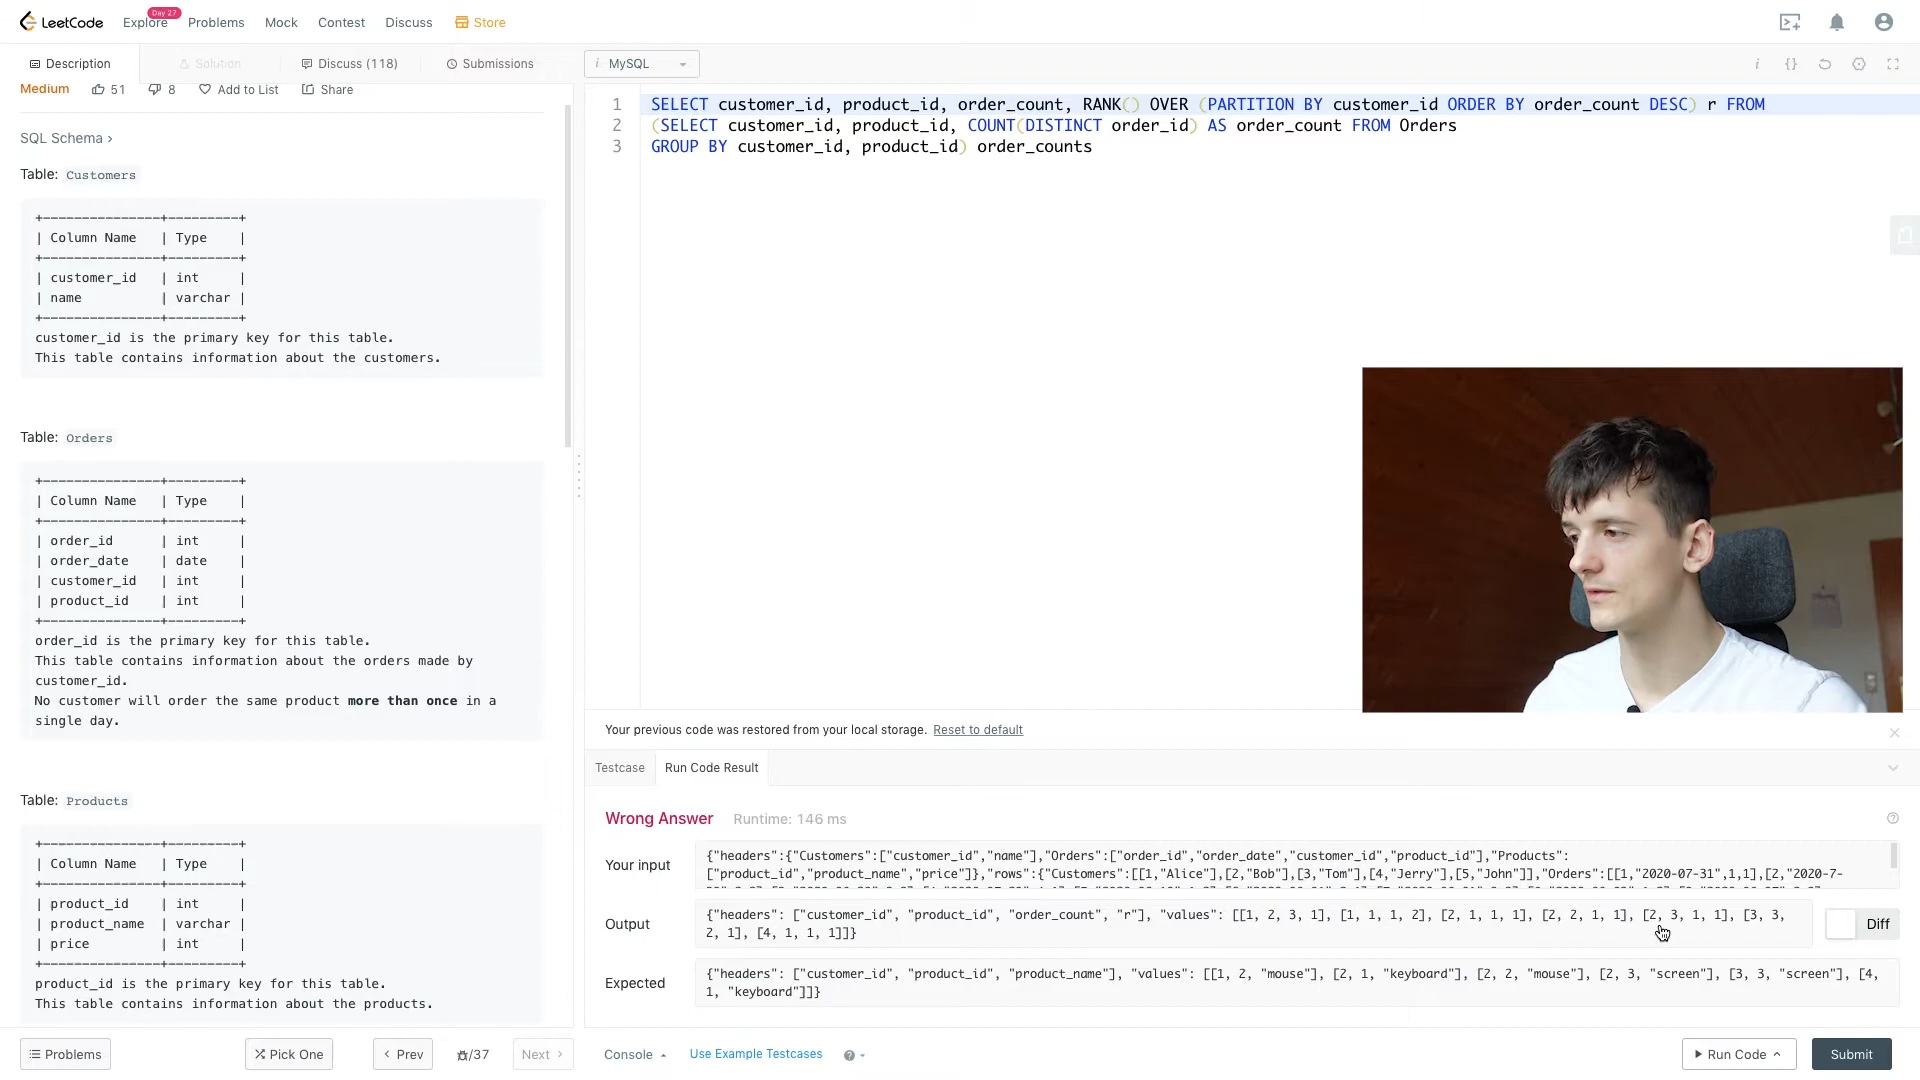 LeetCode
Explore
Day 27
Problems
Mock
Contest
Discuss
Store
Description
Solution
Discuss (118)
Submissions
i MySQL
Medium
51
8
Add to List
Share
SQL Schema >
Table: Customers
+---------------+---------+
| Column Name | Type |
+---------------+---------+
| customer_id | int |
| name | varchar |
+---------------+---------+
customer_id is the primary key for this table.
This table contains information about the customers.
Table: Orders
+---------------+---------+
| Column Name | Type |
+---------------+---------+
| order_id | int |
| order_date | date |
| customer_id | int |
| product_id | int |
+---------------+---------+
order_id is the primary key for this table.
This table contains information about the orders made by
customer_id.
No customer will order the same product more than once in a
single day.
Table: Products
+---------------+---------+
| Column Name | Type |
+---------------+---------+
| product_id | int |
| product_name | varchar |
| price | int |
+---------------+---------+
product_id is the primary key for this table.
This table contains information about the products.
Problems
Pick One
< Prev
/37
Next >
1 SELECT customer_id, product_id, order_count, RANK() OVER (PARTITION BY customer_id ORDER BY order_count DESC) r FROM
2 (SELECT customer_id, product_id, COUNT(DISTINCT order_id) AS order_count FROM Orders
3 GROUP BY customer_id, product_id) order_counts
Your previous code was restored from your local storage. Reset to default
Testcase
Run Code Result
Wrong Answer
Runtime: 146 ms
Your input
{"headers":{"Customers":["customer_id","name"],"Orders":["order_id","order_date","customer_id","product_id"],"Products":
["product_id","product_name","price"]},"rows":{"Customers":[[1,"Alice"],[2,"Bob"],[3,"Tom"],[4,"Jerry"],[5,"John"]],"Orders":[[1,"2020-07-31",1,1],[2,"2020-7-
Output
{"headers": ["customer_id", "product_id", "order_count", "r"], "values": [[1, 2, 3, 1], [1, 1, 1, 2], [2, 1, 1, 1], [2, 2, 1, 1], [2, 3, 1, 1], [3, 3,
2, 1], [4, 1, 1, 1]]}
Diff
Expected
{"headers": ["customer_id", "product_id", "product_name"], "values": [[1, 2, "mouse"], [2, 1, "keyboard"], [2, 2, "mouse"], [2, 3, "screen"], [3, 3, "screen"], [4,
1, "keyboard"]]}
Console
Use Example Testcases
Run Code
Submit